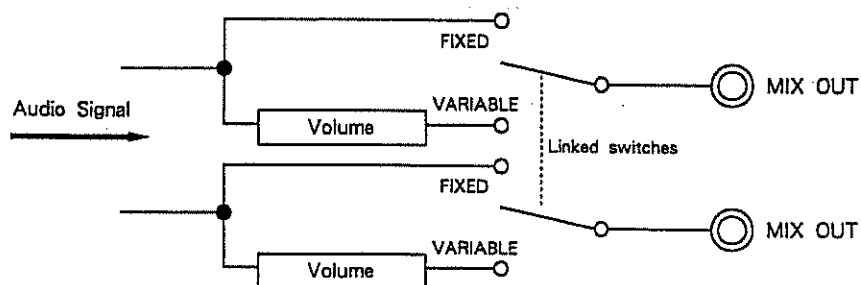 FIXED
MIX OUT
Audio Signal
VARIABLE
Volume
Linked switches
FIXED
MIX OUT
VARIABLE
Volume